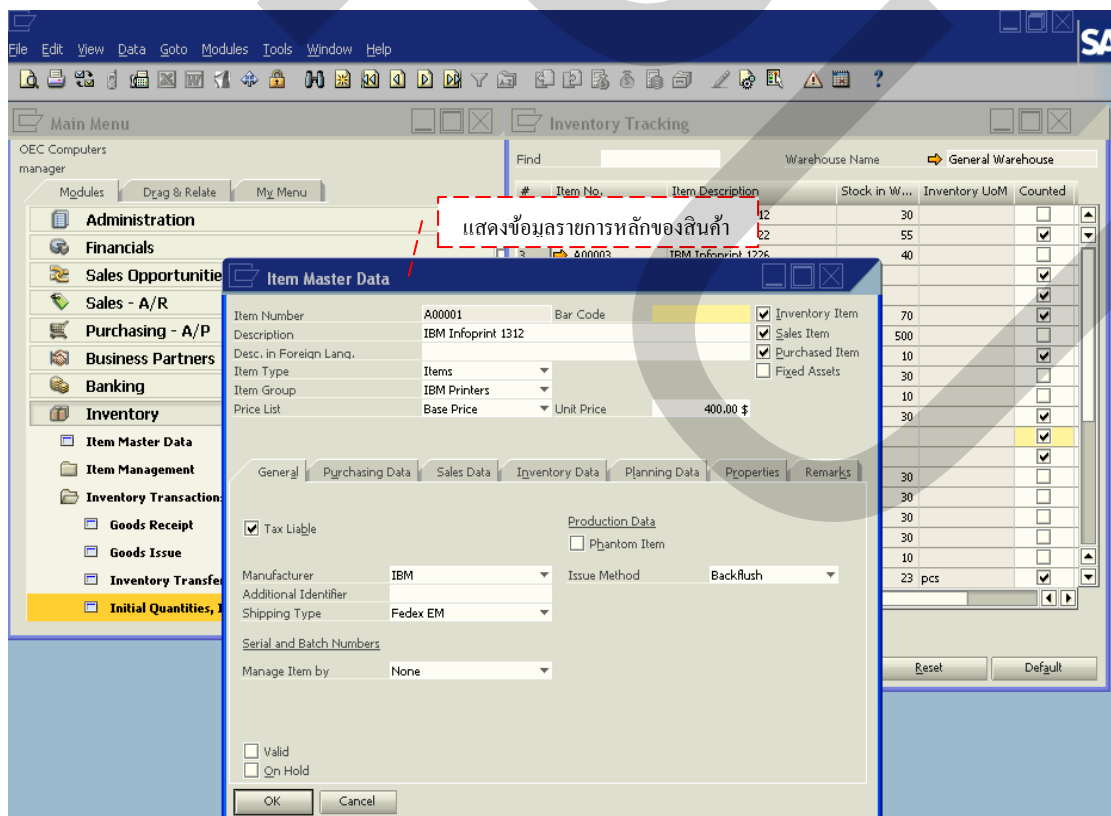 File Edit View Data Goto Modules Tools Window Help
Main Menu
OEC Computers
manager
Modules Drag & Relate My Menu
Administration
Financials
Sales Opportunitie
Sales - A/R
Purchasing - A/P
Business Partners
Banking
Inventory
Item Master Data
Item Management
Inventory Transaction
Goods Receipt
Goods Issue
Inventory Transfe
Initial Quantities,
Inventory Tracking
Find Warehouse Name General Warehouse
# Item No. Item Description Stock in W... Inventory UoM Counted
12 30
22 55
3 A00003 IBM Infoprint 1226 40
70
500
10
30
10
30
30
30
30
30
10
23 pcs
Reset Default
แสดงข้อมูลรายการหลักของสินค้า
Item Master Data
Item Number A00001 Bar Code Inventory Item
Description IBM Infoprint 1312 Sales Item
Desc. in Foreign Lang. Purchased Item
Item Type Items Fixed Assets
Item Group IBM Printers
Price List Base Price Unit Price 400.00 $
General Purchasing Data Sales Data Inventory Data Planning Data Properties Remarks
Tax Liable Production Data
Phantom Item
Manufacturer IBM Issue Method Backflush
Additional Identifier
Shipping Type Fedex EM
Serial and Batch Numbers
Manage Item by None
Valid
On Hold
OK Cancel